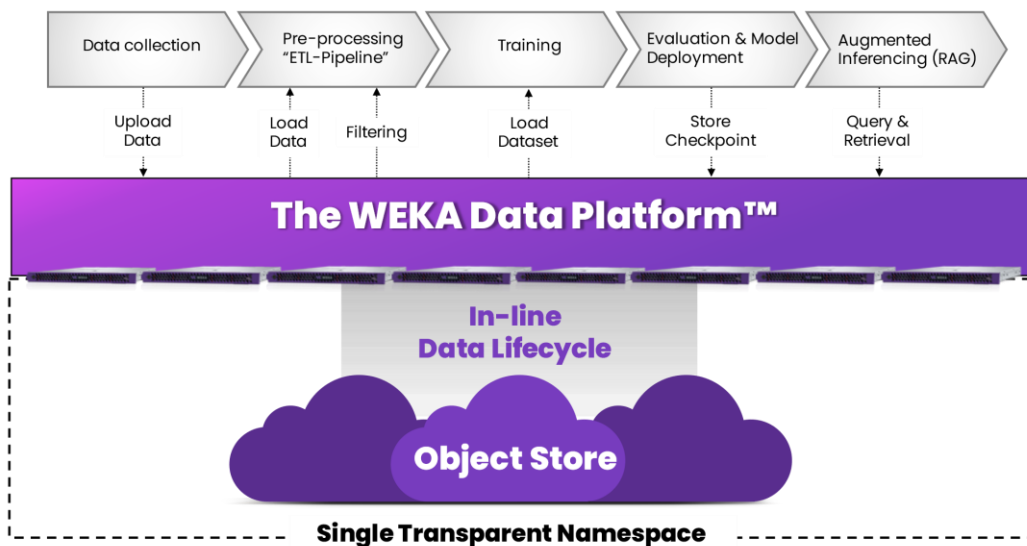 Data collection
Pre-processing
“ETL-Pipeline”
Training
Evaluation & Model
Deployment
Augmented
Inferencing (RAG)
Upload
Data
Load
Data
Filtering
Load
Dataset
Store
Checkpoint
Query &
Retrieval
The WEKA Data Platform™
In-line
Data Lifecycle
Object Store
Single Transparent Namespace